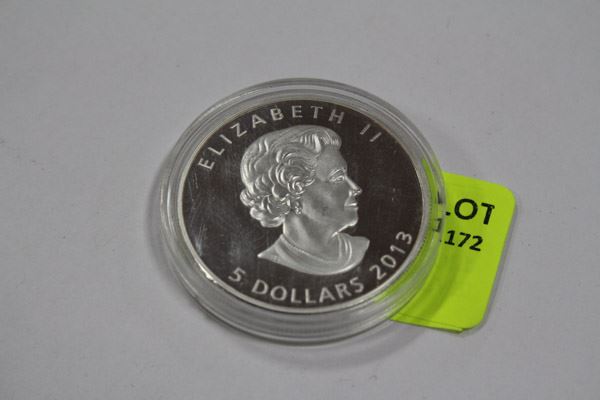 ELIZABETH II
5 DOLLARS 2013
LOT
172